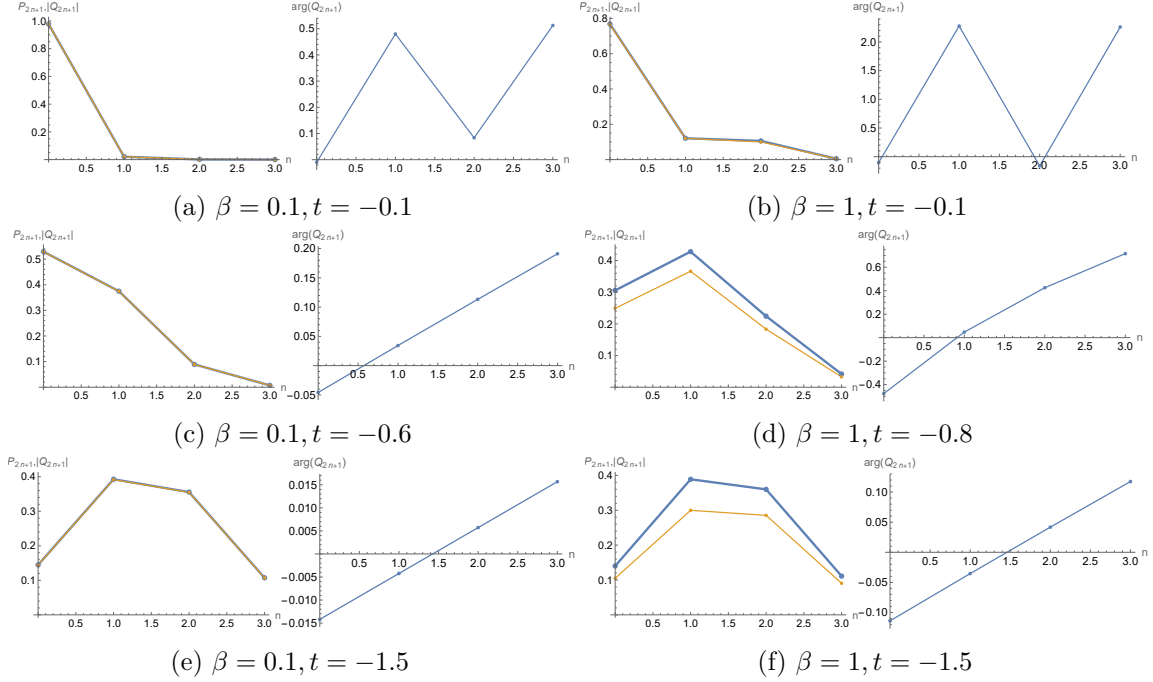 P2n+1,|Q2n+1|
arg(Q2n+1)
P2n+1,|Q2n+1|
arg(Q2n+1)
1.0
0.8
0.6
0.4
0.2
0.5 1.0 1.5 2.0 2.5 3.0 n
0.5
0.4
0.3
0.2
0.1
0.5 1.0 1.5 2.0 2.5 3.0 n
0.8
0.6
0.4
0.2
0.5 1.0 1.5 2.0 2.5 3.0 n
2.0
1.5
1.0
0.5
0.5 1.0 1.5 2.0 2.5 3.0 n
(a) β = 0.1, t = −0.1
(b) β = 1, t = −0.1
P2n+1,|Q2n+1|
arg(Q2n+1)
P2n+1,|Q2n+1|
arg(Q2n+1)
0.5
0.4
0.3
0.2
0.1
0.5 1.0 1.5 2.0 2.5 3.0 n
0.20
0.15
0.10
0.05
−0.05
0.5 1.0 1.5 2.0 2.5 3.0 n
0.4
0.3
0.2
0.1
0.5 1.0 1.5 2.0 2.5 3.0 n
0.6
0.4
0.2
−0.2
−0.4
0.5 1.0 1.5 2.0 2.5 3.0 n
(c) β = 0.1, t = −0.6
(d) β = 1, t = −0.8
P2n+1,|Q2n+1|
arg(Q2n+1)
P2n+1,|Q2n+1|
arg(Q2n+1)
0.4
0.3
0.2
0.1
0.5 1.0 1.5 2.0 2.5 3.0 n
0.015
0.010
0.005
−0.005
−0.010
−0.015
0.5 1.0 1.5 2.0 2.5 3.0 n
0.4
0.3
0.2
0.1
0.5 1.0 1.5 2.0 2.5 3.0 n
0.10
0.05
−0.05
−0.10
0.5 1.0 1.5 2.0 2.5 3.0 n
(e) β = 0.1, t = −1.5
(f) β = 1, t = −1.5